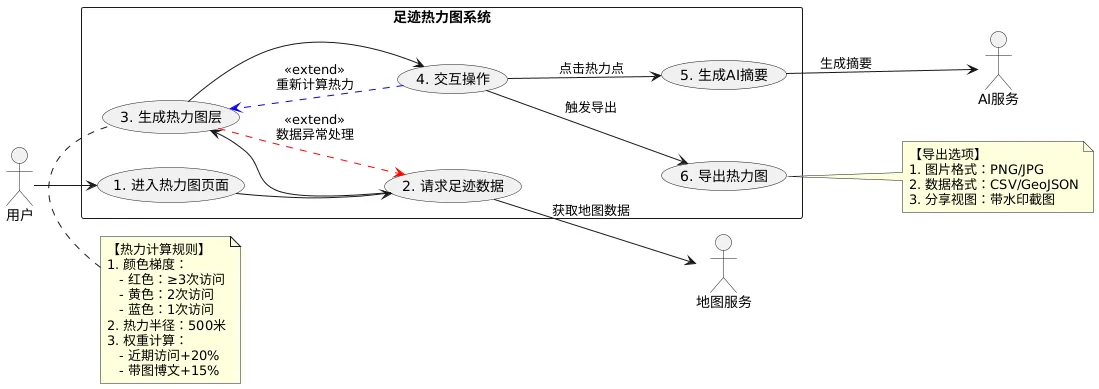 足迹热力图系统
«extend»
重新计算热力
4. 交互操作
点击热力点
5. 生成AI摘要
生成摘要
AI服务
3. 生成热力图层
«extend»
数据异常处理
触发导出
用户
1. 进入热力图页面
2. 请求足迹数据
6. 导出热力图
获取地图数据
地图服务
【导出选项】
1. 图片格式：PNG/JPG
2. 数据格式：CSV/GeoJSON
3. 分享视图：带水印截图
【热力计算规则】
1. 颜色梯度：
- 红色：≥3次访问
- 黄色：2次访问
- 蓝色：1次访问
2. 热力半径：500米
3. 权重计算：
- 近期访问+20%
- 带图博文+15%